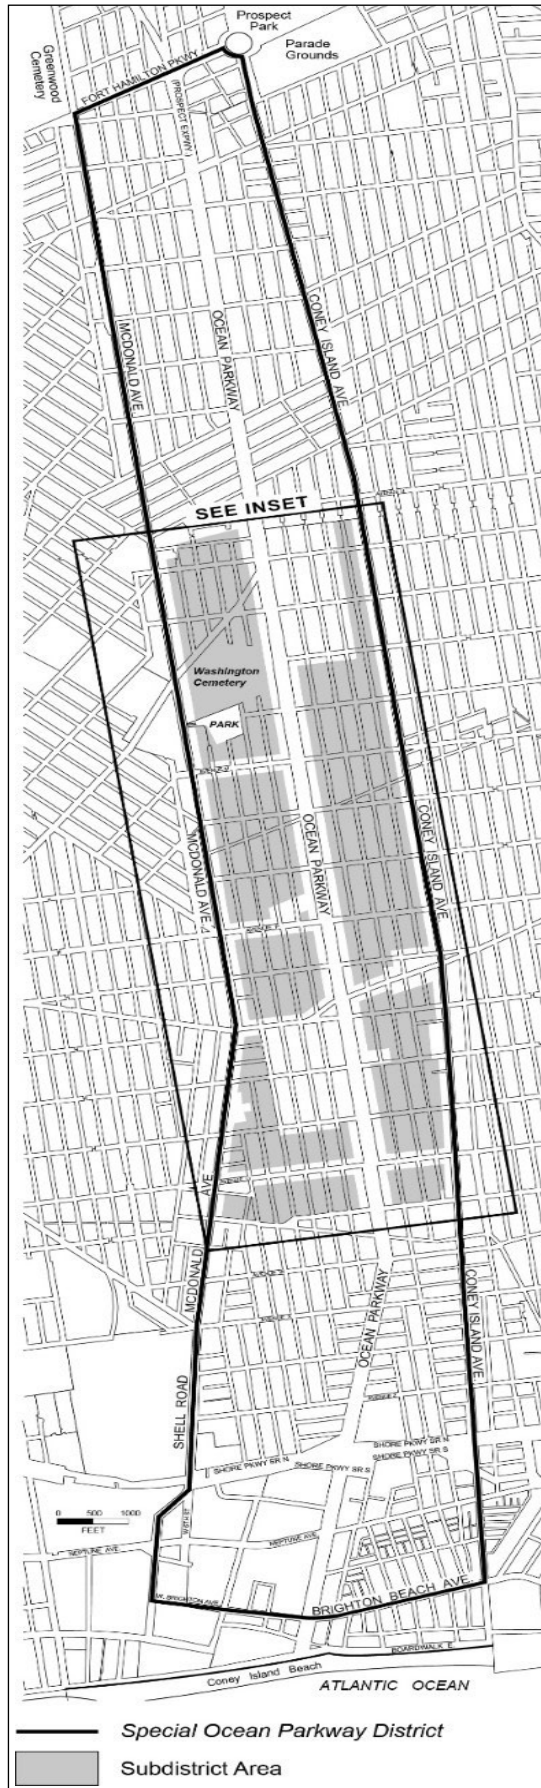 Prospect
Park
Parade
Grounds
Greenwood
Cemetery
FORT HAMILTON PKWY
(PROSPECT EXPWY)
MCDONALD AVE
OCEAN PARKWAY
CONEY ISLAND AVE
SEE INSET
Washington
Cemetery
PARK
OCEAN PARKWAY
CONEY ISLAND AVE
MCDONALD AVE
MCDONALD AVE
OCEAN PARKWAY
CONEY ISLAND AVE
SHELL ROAD
SHORE PKWY SR N
SHORE PKWY SR N
SHORE PKWY SR S
SHORE PKWY SR S
0 500 1000
FEET
NEPTUNE AVE
NEPTUNE AVE
W. BRIGHTON AVE
BRIGHTON BEACH AVE
BOARDWALK E
Coney Island Beach
ATLANTIC OCEAN
Special Ocean Parkway District
Subdistrict Area